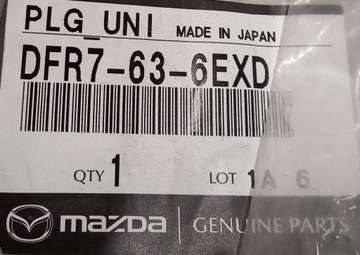 PLG_UNI MADE IN JAPAN
DFR7-63-6EXD
QTY 1 LOT 1A 6
mazda GENUINE PARTS